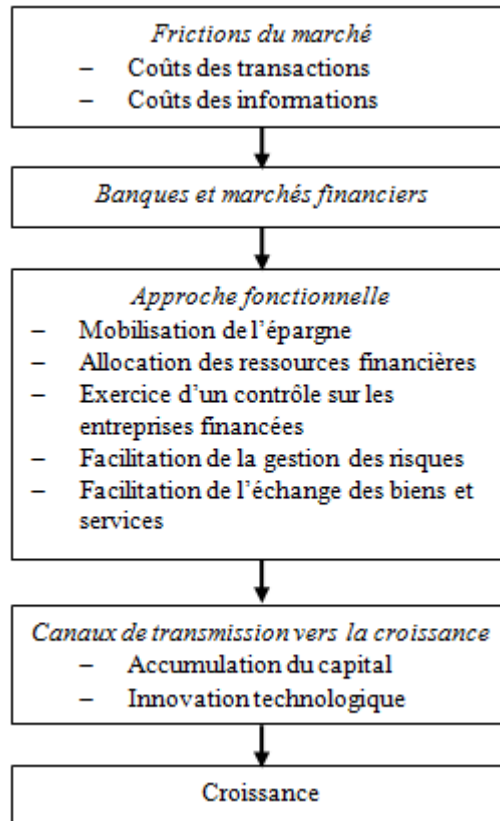 Frictions du marché
– Coûts des transactions
– Coûts des informations
Banques et marchés financiers
Approche fonctionnelle
– Mobilisation de l'épargne
– Allocation des ressources financières
– Exercice d'un contrôle sur les
entreprises financées
– Facilitation de la gestion des risques
– Facilitation de l'échange des biens et
services
Canaux de transmission vers la croissance
– Accumulation du capital
– Innovation technologique
Croissance